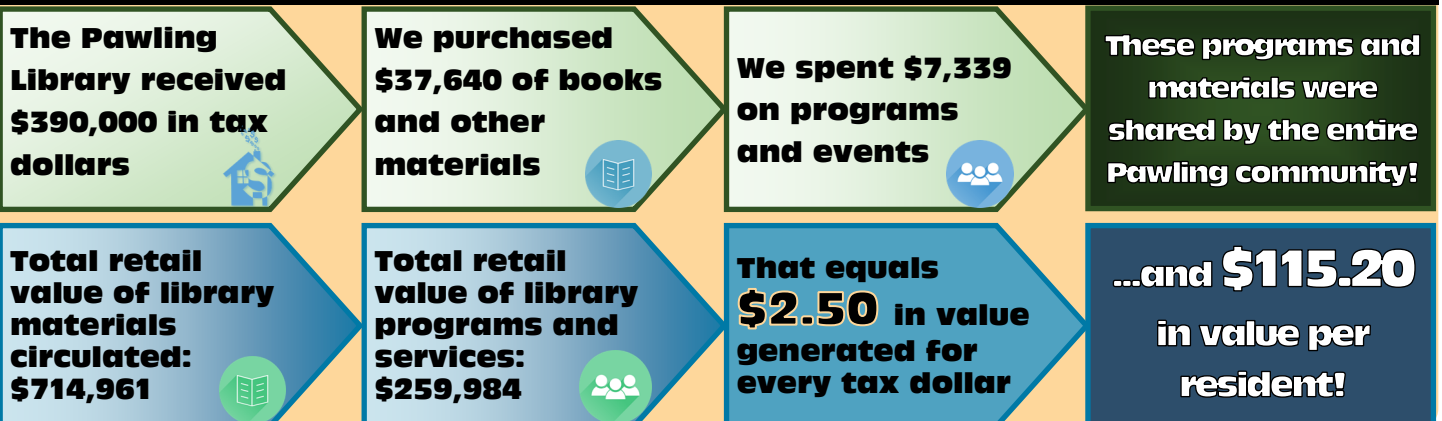 The Pawling
Library received
$390,000 in tax
dollars
We purchased
$37,640 of books
and other
materials
We spent $7,339
on programs
and events
These programs and
materials were
shared by the entire
Pawling community!
Total retail
value of library
materials
circulated:
$714,961
Total retail
value of library
programs and
services:
$259,984
That equals
$2.50 in value
generated for
every tax dollar
...and $115.20
in value per
resident!